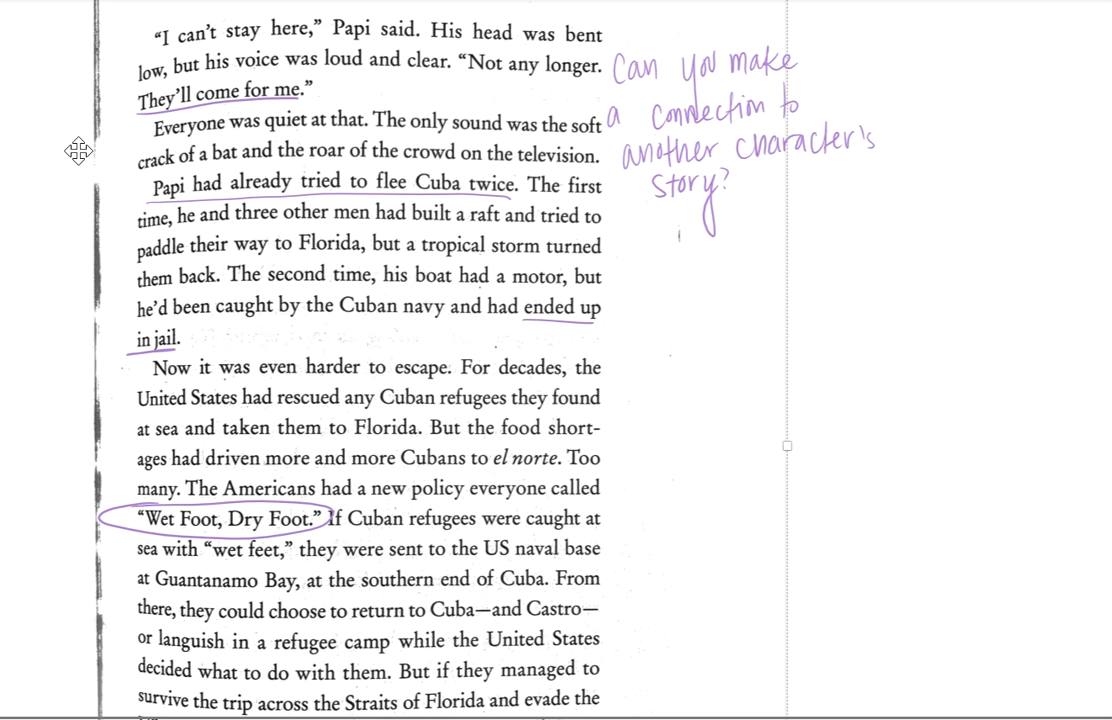 “I can’t stay here,” Papi said. His head was bent
low, but his voice was loud and clear. “Not any longer.
They’ll come for me.”
Everyone was quiet at that. The only sound was the soft
crack of a bat and the roar of the crowd on the television.
Papi had already tried to flee Cuba twice. The first
time, he and three other men had built a raft and tried to
paddle their way to Florida, but a tropical storm turned
them back. The second time, his boat had a motor, but
he’d been caught by the Cuban navy and had ended up
in jail.
Now it was even harder to escape. For decades, the
United States had rescued any Cuban refugees they found
at sea and taken them to Florida. But the food short-
ages had driven more and more Cubans to el norte. Too
many. The Americans had a new policy everyone called
“Wet Foot, Dry Foot.” If Cuban refugees were caught at
sea with “wet feet,” they were sent to the US naval base
at Guantanamo Bay, at the southern end of Cuba. From
there, they could choose to return to Cuba—and Castro—
or languish in a refugee camp while the United States
decided what to do with them. But if they managed to
survive the trip across the Straits of Florida and evade the
Can you make
a connection to
another character's
story?